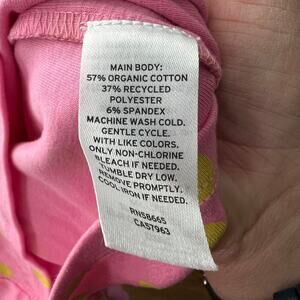 MAIN BODY:
57% ORGANIC COTTON
37% RECYCLED
POLYESTER
6% SPANDEX
MACHINE WASH COLD.
GENTLE CYCLE.
WITH LIKE COLORS.
ONLY NON-CHLORINE
BLEACH IF NEEDED.
TUMBLE DRY LOW.
REMOVE PROMPTLY.
COOL IRON IF NEEDED.
RN58665
CA57963